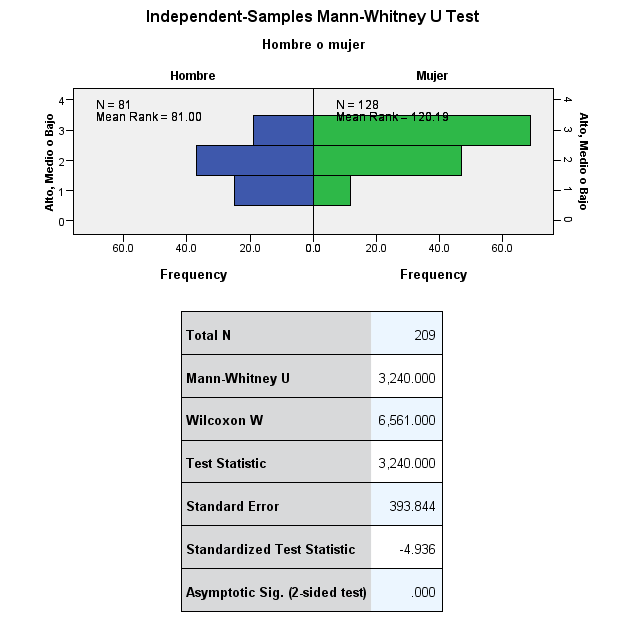 Independent-Samples Mann-Whitney U Test
Hombre o mujer
Hombre Mujer
N = 81
Mean Rank = 81.00
N = 128
Mean Rank = 120.19
Alto, Medio o Bajo
4
3
2
1
0
4
3
2
1
0
Alto, Medio o Bajo
60.0 40.0 20.0 0.0 20.0 40.0 60.0
Frequency Frequency
Total N 209
Mann-Whitney U 3,240.000
Wilcoxon W 6,561.000
Test Statistic 3,240.000
Standard Error 393.844
Standardized Test Statistic -4.936
Asymptotic Sig. (2-sided test) .000